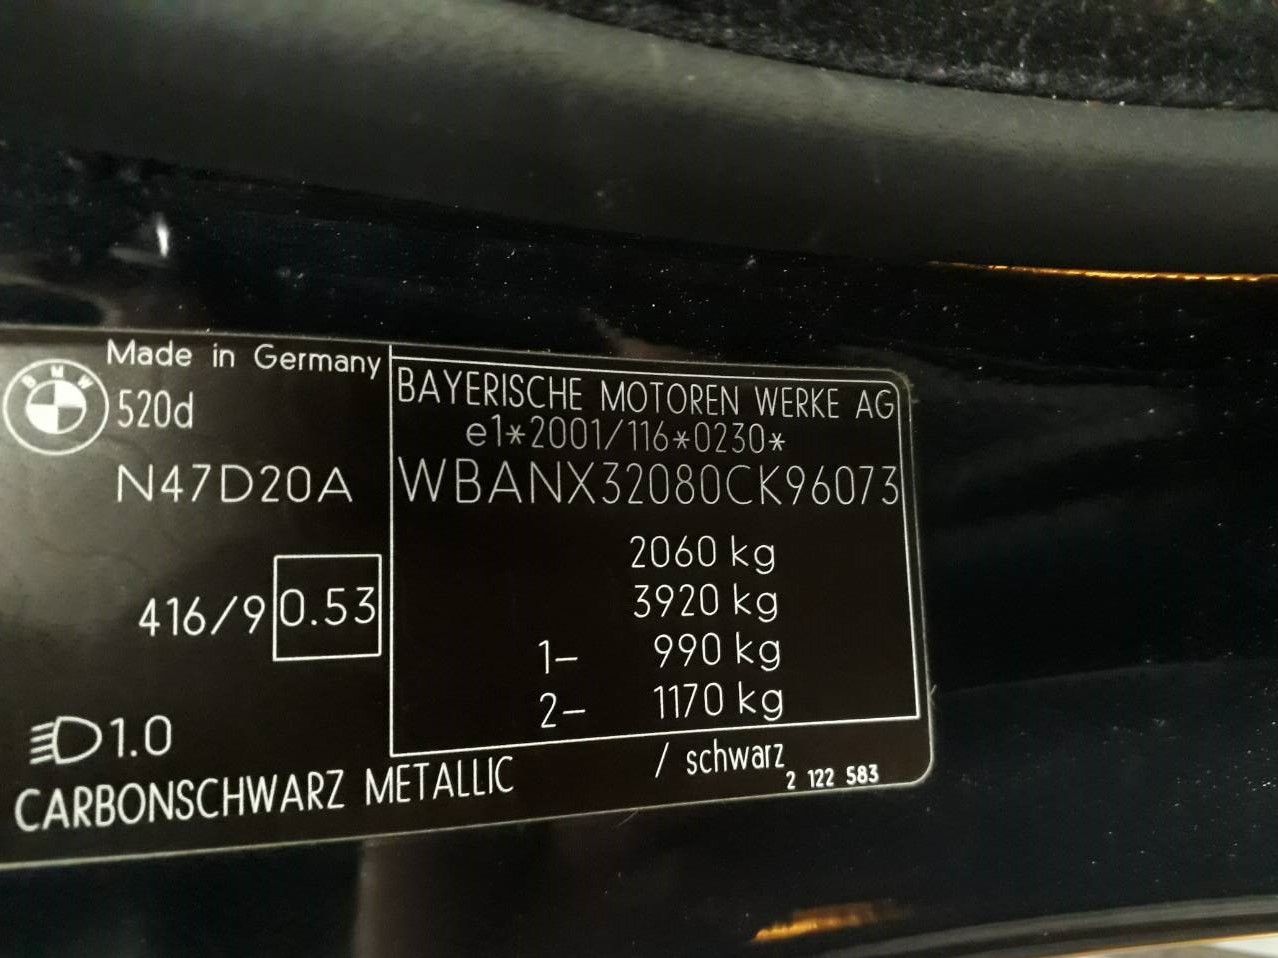 Made in Germany
BMW
520d
N47D20A
416/9 0.53
1.0
CARBONSCHWARZ METALLIC / schwarz
BAYERISCHE MOTOREN WERKE AG
e1*2001/116*0230*
WBANX32080CK96073
2060 kg
3920 kg
1- 990 kg
2- 1170 kg
2 122 583